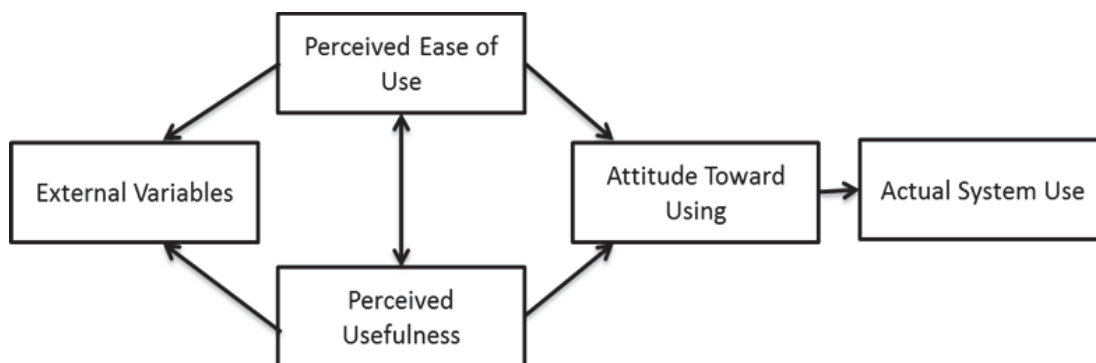 Perceived Ease of
Use
External Variables
Attitude Toward
Using
Actual System Use
Perceived
Usefulness